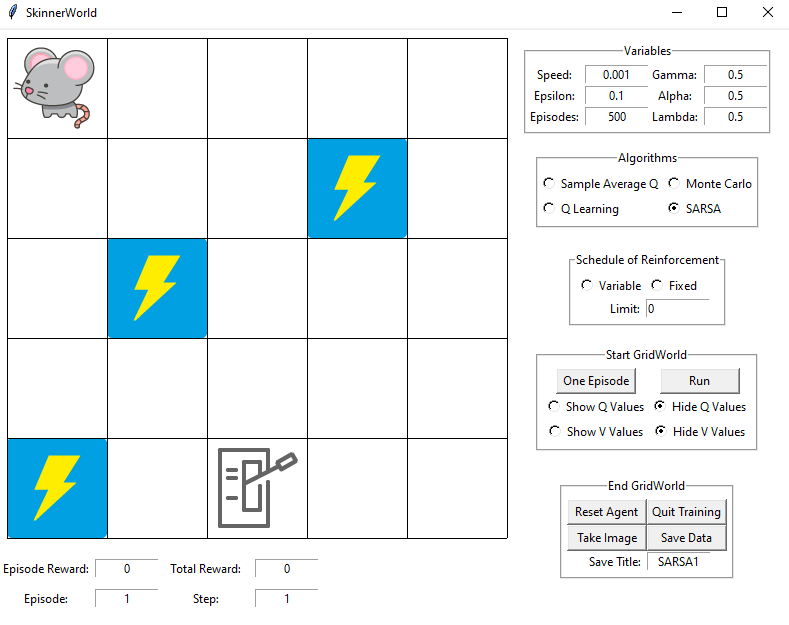 SkinnerWorld
Variables
Speed: 0.001 Gamma: 0.5
Epsilon: 0.1 Alpha: 0.5
Episodes: 500 Lambda: 0.5
Algorithms
Sample Average Q Monte Carlo
Q Learning SARSA
Schedule of Reinforcement
Variable Fixed
Limit: 0
Start GridWorld
One Episode Run
Show Q Values Hide Q Values
Show V Values Hide V Values
End GridWorld
Reset Agent Quit Training
Take Image Save Data
Save Title: SARSA1
Episode Reward: 0 Total Reward: 0
Episode: 1 Step: 1